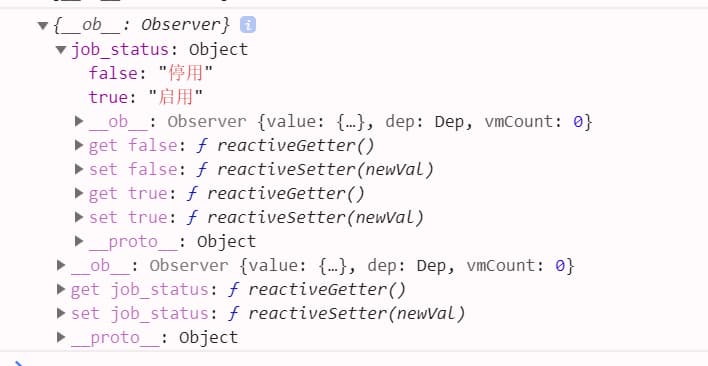 {__ob__: Observer} i
job_status: Object
false: "停用"
true: "启用"
__ob__: Observer {value: {…}, dep: Dep, vmCount: 0}
get false: ƒ reactiveGetter()
set false: ƒ reactiveSetter(newVal)
get true: ƒ reactiveGetter()
set true: ƒ reactiveSetter(newVal)
__proto__: Object
__ob__: Observer {value: {…}, dep: Dep, vmCount: 0}
get job_status: ƒ reactiveGetter()
set job_status: ƒ reactiveSetter(newVal)
__proto__: Object